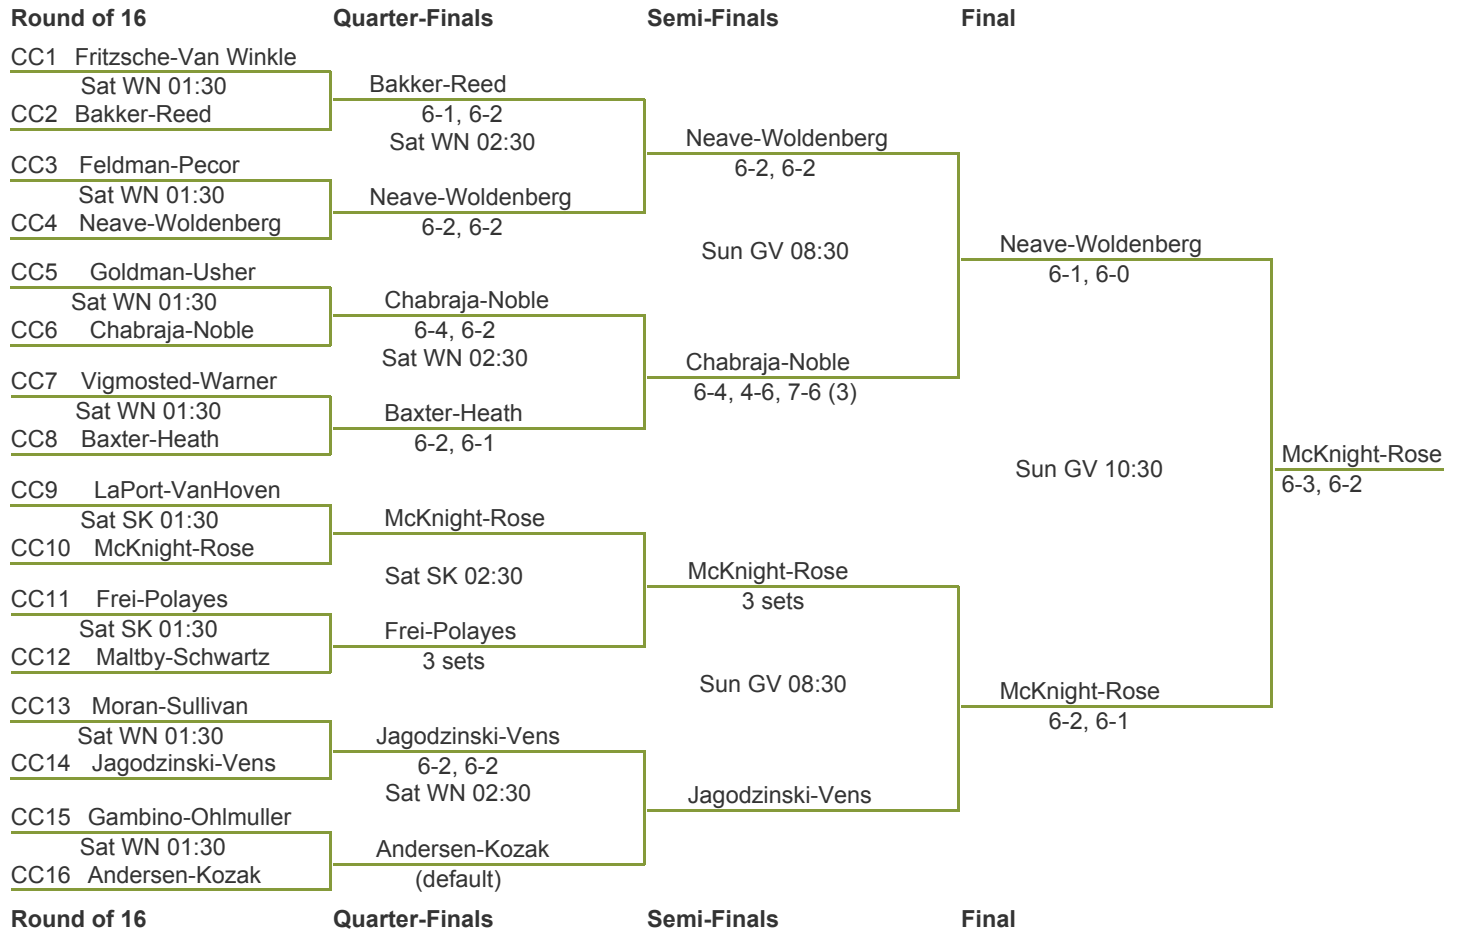 Round of 16 Quarter-Finals Semi-Finals Final
CC1 Fritzsche-Van Winkle
Sat WN 01:30
CC2 Bakker-Reed
CC3 Feldman-Pecor
Sat WN 01:30
CC4 Neave-Woldenberg
CC5 Goldman-Usher
Sat WN 01:30
CC6 Chabraja-Noble
CC7 Vigmosted-Warner
Sat WN 01:30
CC8 Baxter-Heath
CC9 LaPort-VanHoven
Sat SK 01:30
CC10 McKnight-Rose
CC11 Frei-Polayes
Sat SK 01:30
CC12 Maltby-Schwartz
CC13 Moran-Sullivan
Sat WN 01:30
CC14 Jagodzinski-Vens
CC15 Gambino-Ohlmuller
Sat WN 01:30
CC16 Andersen-Kozak
Bakker-Reed
6-1, 6-2
Sat WN 02:30
Neave-Woldenberg
6-2, 6-2
Chabraja-Noble
6-4, 6-2
Sat WN 02:30
Baxter-Heath
6-2, 6-1
McKnight-Rose
Sat SK 02:30
Frei-Polayes
3 sets
Jagodzinski-Vens
6-2, 6-2
Sat WN 02:30
Andersen-Kozak
(default)
Neave-Woldenberg
6-2, 6-2
Sun GV 08:30
Chabraja-Noble
6-4, 4-6, 7-6 (3)
McKnight-Rose
3 sets
Sun GV 08:30
Jagodzinski-Vens
Neave-Woldenberg
6-1, 6-0
Sun GV 10:30
McKnight-Rose
6-2, 6-1
McKnight-Rose
6-3, 6-2
Round of 16 Quarter-Finals Semi-Finals Final